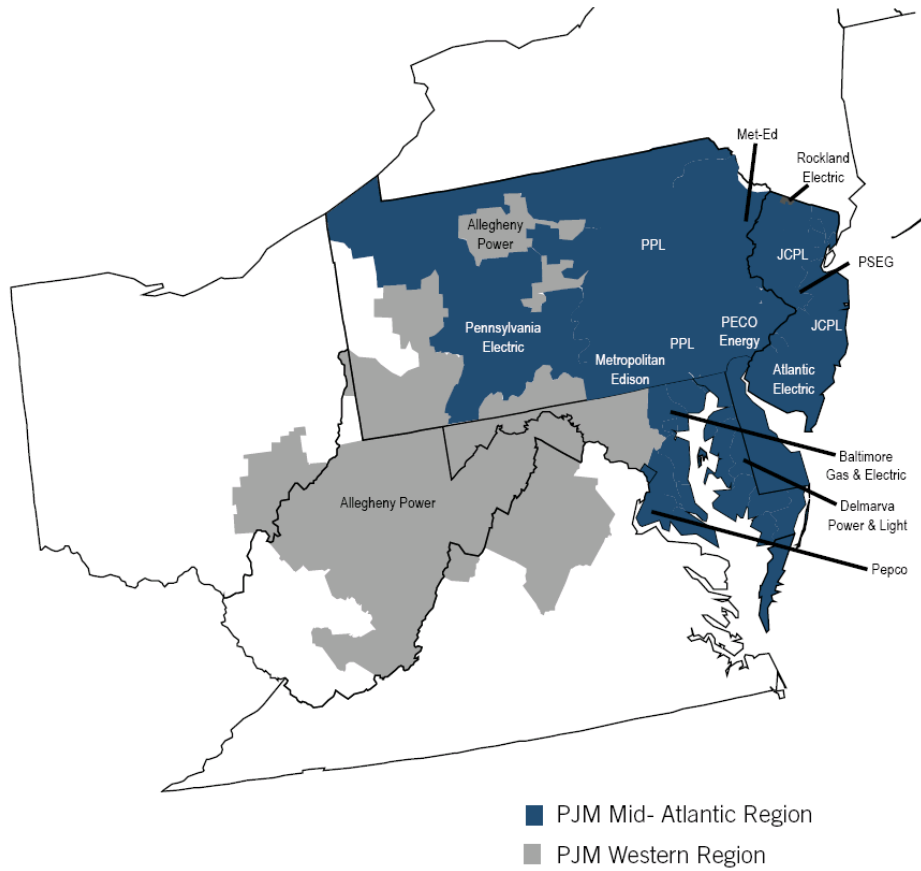 Met-Ed
Rockland
Electric
Allegheny
Power
PPL
JCPL
PSEG
Pennsylvania
Electric
PECO
Energy
PPL
JCPL
Metropolitan
Edison
Atlantic
Electric
Baltimore
Gas & Electric
Allegheny Power
Delmarva
Power & Light
Pepco
PJM Mid- Atlantic Region
PJM Western Region